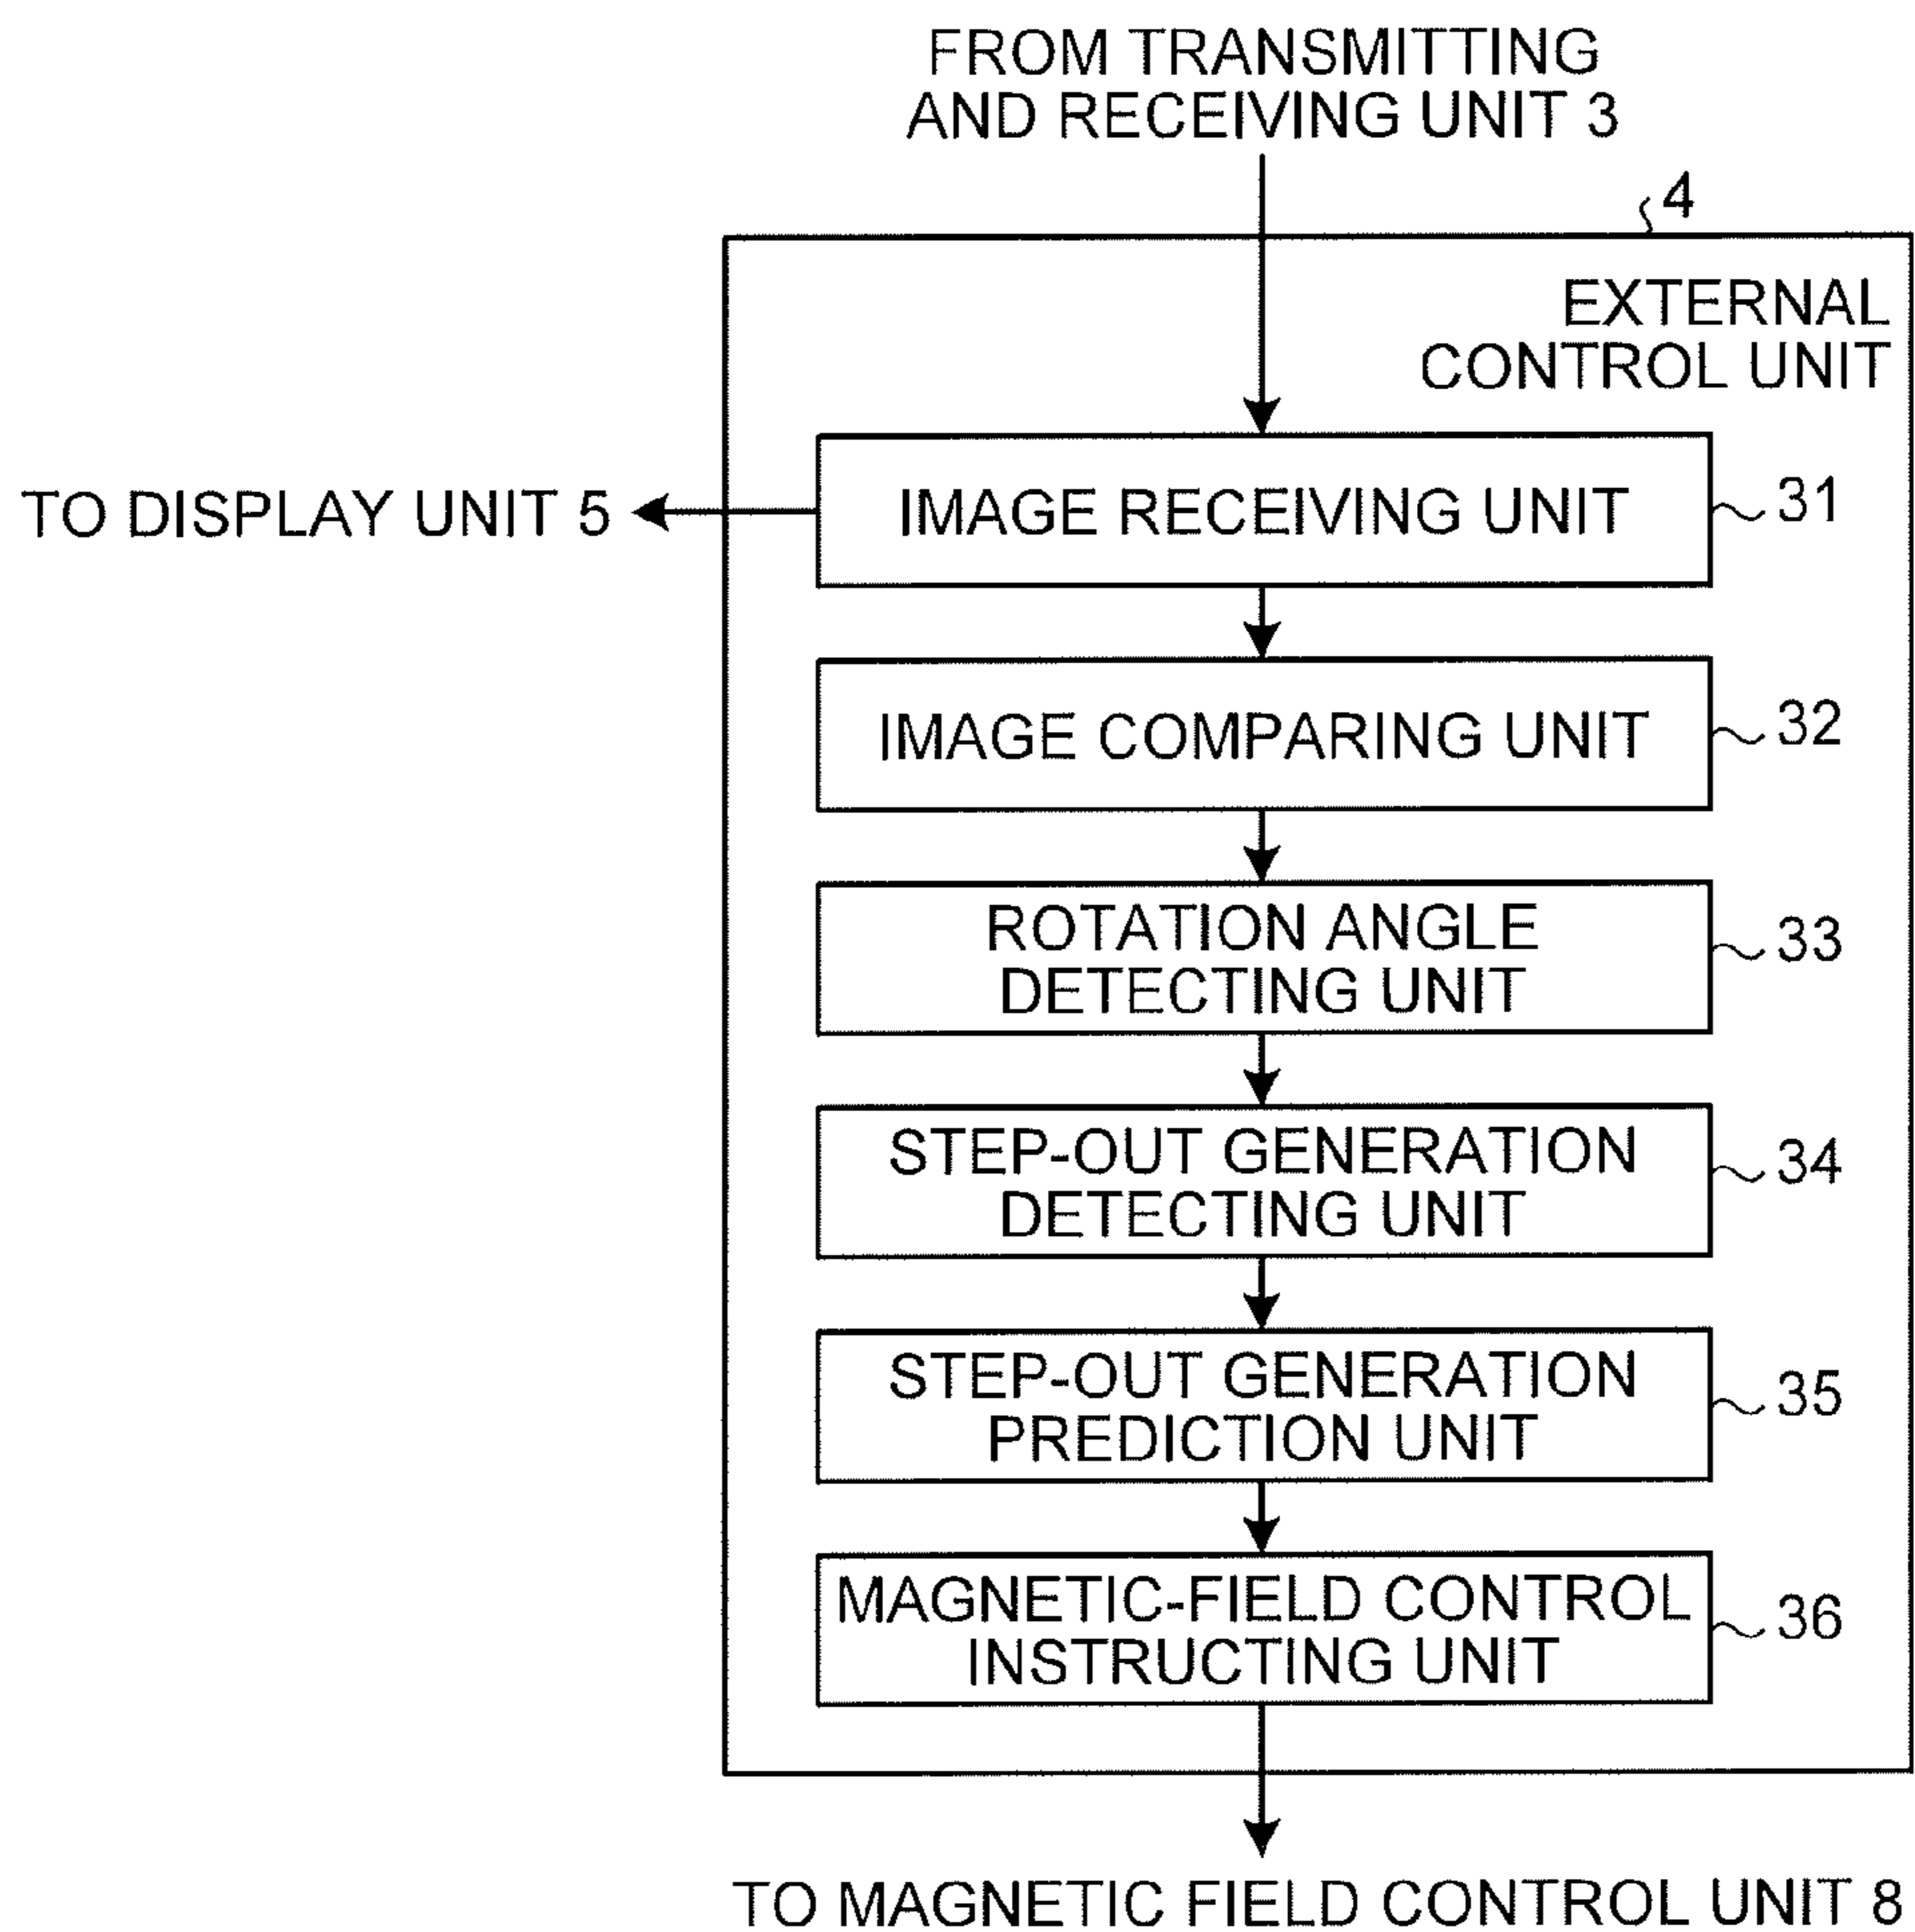 FROM TRANSMITTING
AND RECEIVING UNIT 3
4
EXTERNAL
CONTROL UNIT
TO DISPLAY UNIT 5
IMAGE RECEIVING UNIT
31
IMAGE COMPARING UNIT
32
ROTATION ANGLE
DETECTING UNIT
33
STEP-OUT GENERATION
DETECTING UNIT
34
STEP-OUT GENERATION
PREDICTION UNIT
35
MAGNETIC-FIELD CONTROL
INSTRUCTING UNIT
36
TO MAGNETIC FIELD CONTROL UNIT 8